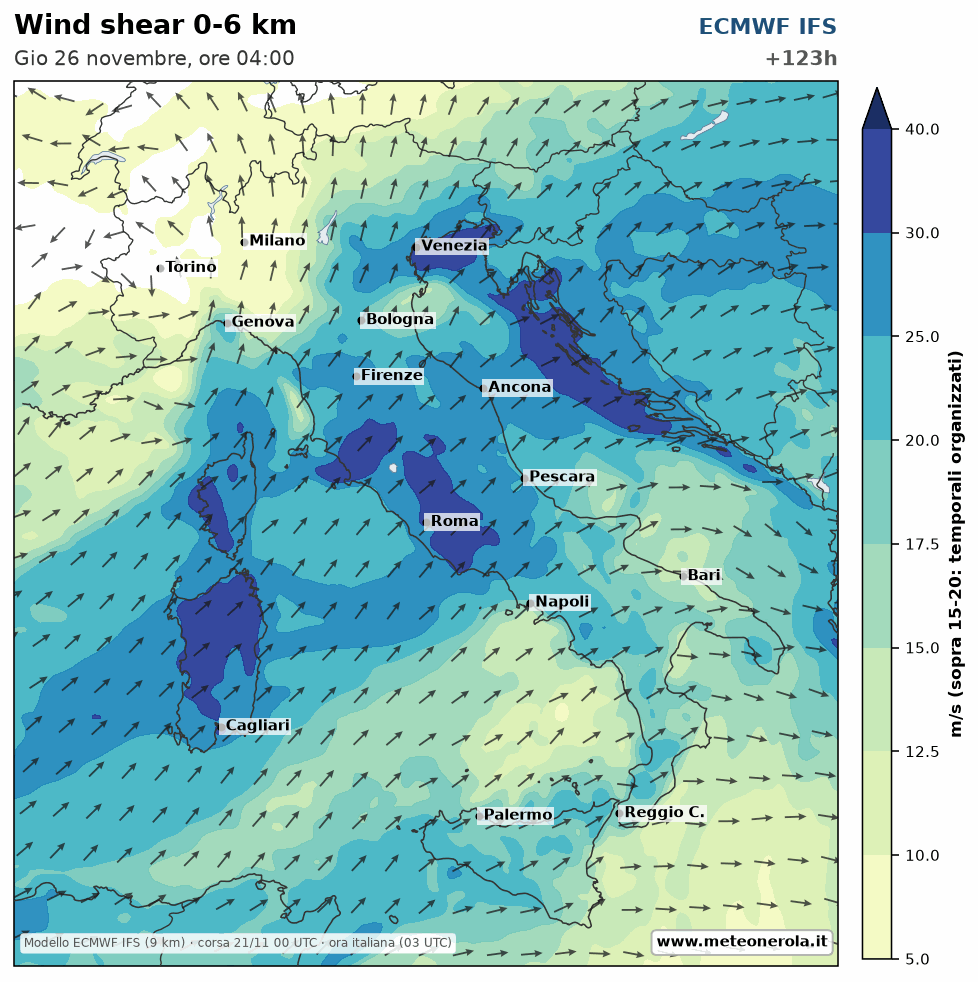 Wind shear 0-6 km
ECMWF IFS
Gio 26 novembre, ore 04:00
+123h
40.0
30.0
25.0
20.0
17.5
15.0
12.5
10.0
5.0
m/s (sopra 15-20: temporali organizzati)
Venezia
Milano
Torino
Bologna
Genova
Firenze
Ancona
Pescara
Roma
Bari
Napoli
Cagliari
Palermo
Reggio C.
Modello ECMWF IFS (9 km) · corsa 21/11 00 UTC · ora italiana (03 UTC)
www.meteonerola.it